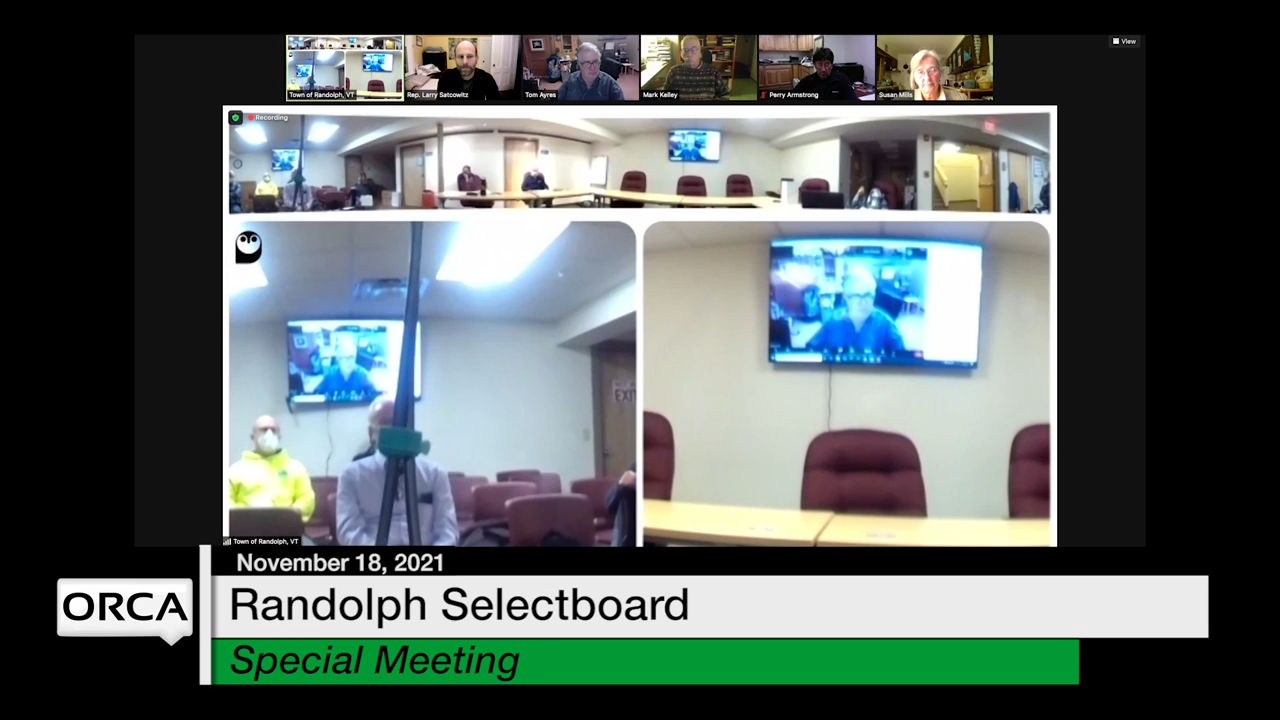 View
Town of Randolph, VT
Rep. Larry Satcowitz
Tom Ayres
Mark Kelley
Perry Armstrong
Susan Mills
Recording
EXIT
Town of Randolph, VT
November 18, 2021
ORCA
Randolph Selectboard
Special Meeting